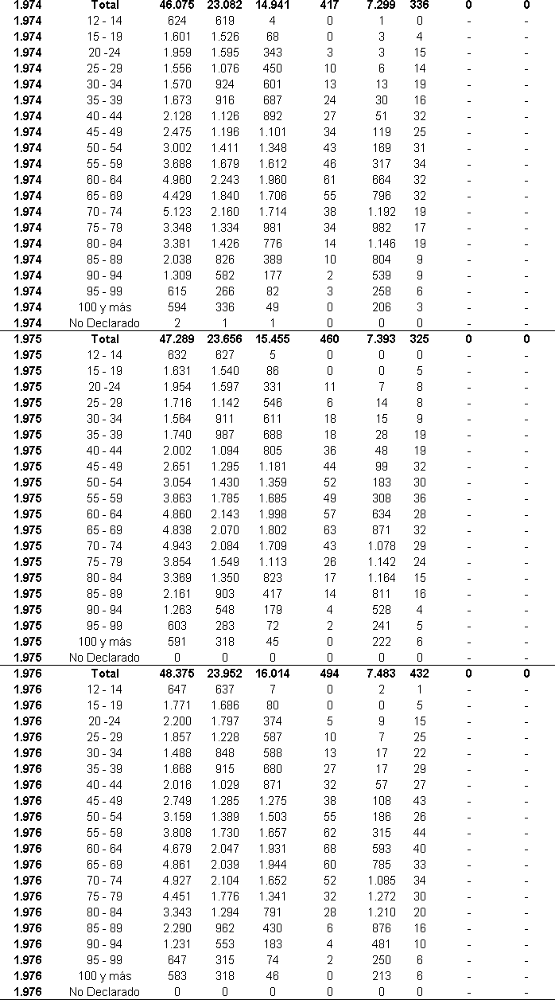 1.974 Total 46.075 23.082 14.941 417 7.299 336 0 0
1.974 12 - 14 624 619 4 0 1 0 - -
1.974 15 - 19 1.601 1.526 68 0 3 4 - -
1.974 20 -24 1.959 1.595 343 3 3 15 - -
1.974 25 - 29 1.556 1.076 450 10 6 14 - -
1.974 30 - 34 1.570 924 601 13 13 19 - -
1.974 35 - 39 1.673 916 687 24 30 16 - -
1.974 40 - 44 2.128 1.126 892 27 51 32 - -
1.974 45 - 49 2.475 1.196 1.101 34 119 25 - -
1.974 50 - 54 3.002 1.411 1.348 43 169 31 - -
1.974 55 - 59 3.688 1.679 1.612 46 317 34 - -
1.974 60 - 64 4.960 2.243 1.960 61 664 32 - -
1.974 65 - 69 4.429 1.840 1.706 55 796 32 - -
1.974 70 - 74 5.123 2.160 1.714 38 1.192 19 - -
1.974 75 - 79 3.348 1.334 981 34 982 17 - -
1.974 80 - 84 3.381 1.426 776 14 1.146 19 - -
1.974 85 - 89 2.038 826 389 10 804 9 - -
1.974 90 - 94 1.309 582 177 2 539 9 - -
1.974 95 - 99 615 266 82 3 258 6 - -
1.974 100 y más 594 336 49 0 206 3 - -
1.974 No Declarado 2 1 1 0 0 0 - -
1.975 Total 47.289 23.656 15.455 460 7.393 325 0 0
1.975 12 - 14 632 627 5 0 0 0 - -
1.975 15 - 19 1.631 1.540 86 0 0 5 - -
1.975 20 -24 1.954 1.597 331 11 7 8 - -
1.975 25 - 29 1.716 1.142 546 6 14 8 - -
1.975 30 - 34 1.564 911 611 18 15 9 - -
1.975 35 - 39 1.740 987 688 18 28 19 - -
1.975 40 - 44 2.002 1.094 805 36 48 19 - -
1.975 45 - 49 2.651 1.295 1.181 44 99 32 - -
1.975 50 - 54 3.054 1.430 1.359 52 183 30 - -
1.975 55 - 59 3.863 1.785 1.685 49 308 36 - -
1.975 60 - 64 4.860 2.143 1.998 57 634 28 - -
1.975 65 - 69 4.838 2.070 1.802 63 871 32 - -
1.975 70 - 74 4.943 2.084 1.709 43 1.078 29 - -
1.975 75 - 79 3.854 1.549 1.113 26 1.142 24 - -
1.975 80 - 84 3.369 1.350 823 17 1.164 15 - -
1.975 85 - 89 2.161 903 417 14 811 16 - -
1.975 90 - 94 1.263 548 179 4 528 4 - -
1.975 95 - 99 603 283 72 2 241 5 - -
1.975 100 y más 591 318 45 0 222 6 - -
1.975 No Declarado 0 0 0 0 0 0 - -
1.976 Total 48.375 23.952 16.014 494 7.483 432 0 0
1.976 12 - 14 647 637 7 0 2 1 - -
1.976 15 - 19 1.771 1.686 80 0 0 5 - -
1.976 20 -24 2.200 1.797 374 5 9 15 - -
1.976 25 - 29 1.857 1.228 587 10 7 25 - -
1.976 30 - 34 1.488 848 588 13 17 22 - -
1.976 35 - 39 1.668 915 680 27 17 29 - -
1.976 40 - 44 2.016 1.029 871 32 57 27 - -
1.976 45 - 49 2.749 1.285 1.275 38 108 43 - -
1.976 50 - 54 3.159 1.389 1.503 55 186 26 - -
1.976 55 - 59 3.808 1.730 1.657 62 315 44 - -
1.976 60 - 64 4.679 2.047 1.931 68 593 40 - -
1.976 65 - 69 4.861 2.039 1.944 60 785 33 - -
1.976 70 - 74 4.927 2.104 1.652 52 1.085 34 - -
1.976 75 - 79 4.451 1.776 1.341 32 1.272 30 - -
1.976 80 - 84 3.343 1.294 791 28 1.210 20 - -
1.976 85 - 89 2.290 962 430 6 876 16 - -
1.976 90 - 94 1.231 553 183 4 481 10 - -
1.976 95 - 99 647 315 74 2 250 6 - -
1.976 100 y más 583 318 46 0 213 6 - -
1.976 No Declarado 0 0 0 0 0 0 - -